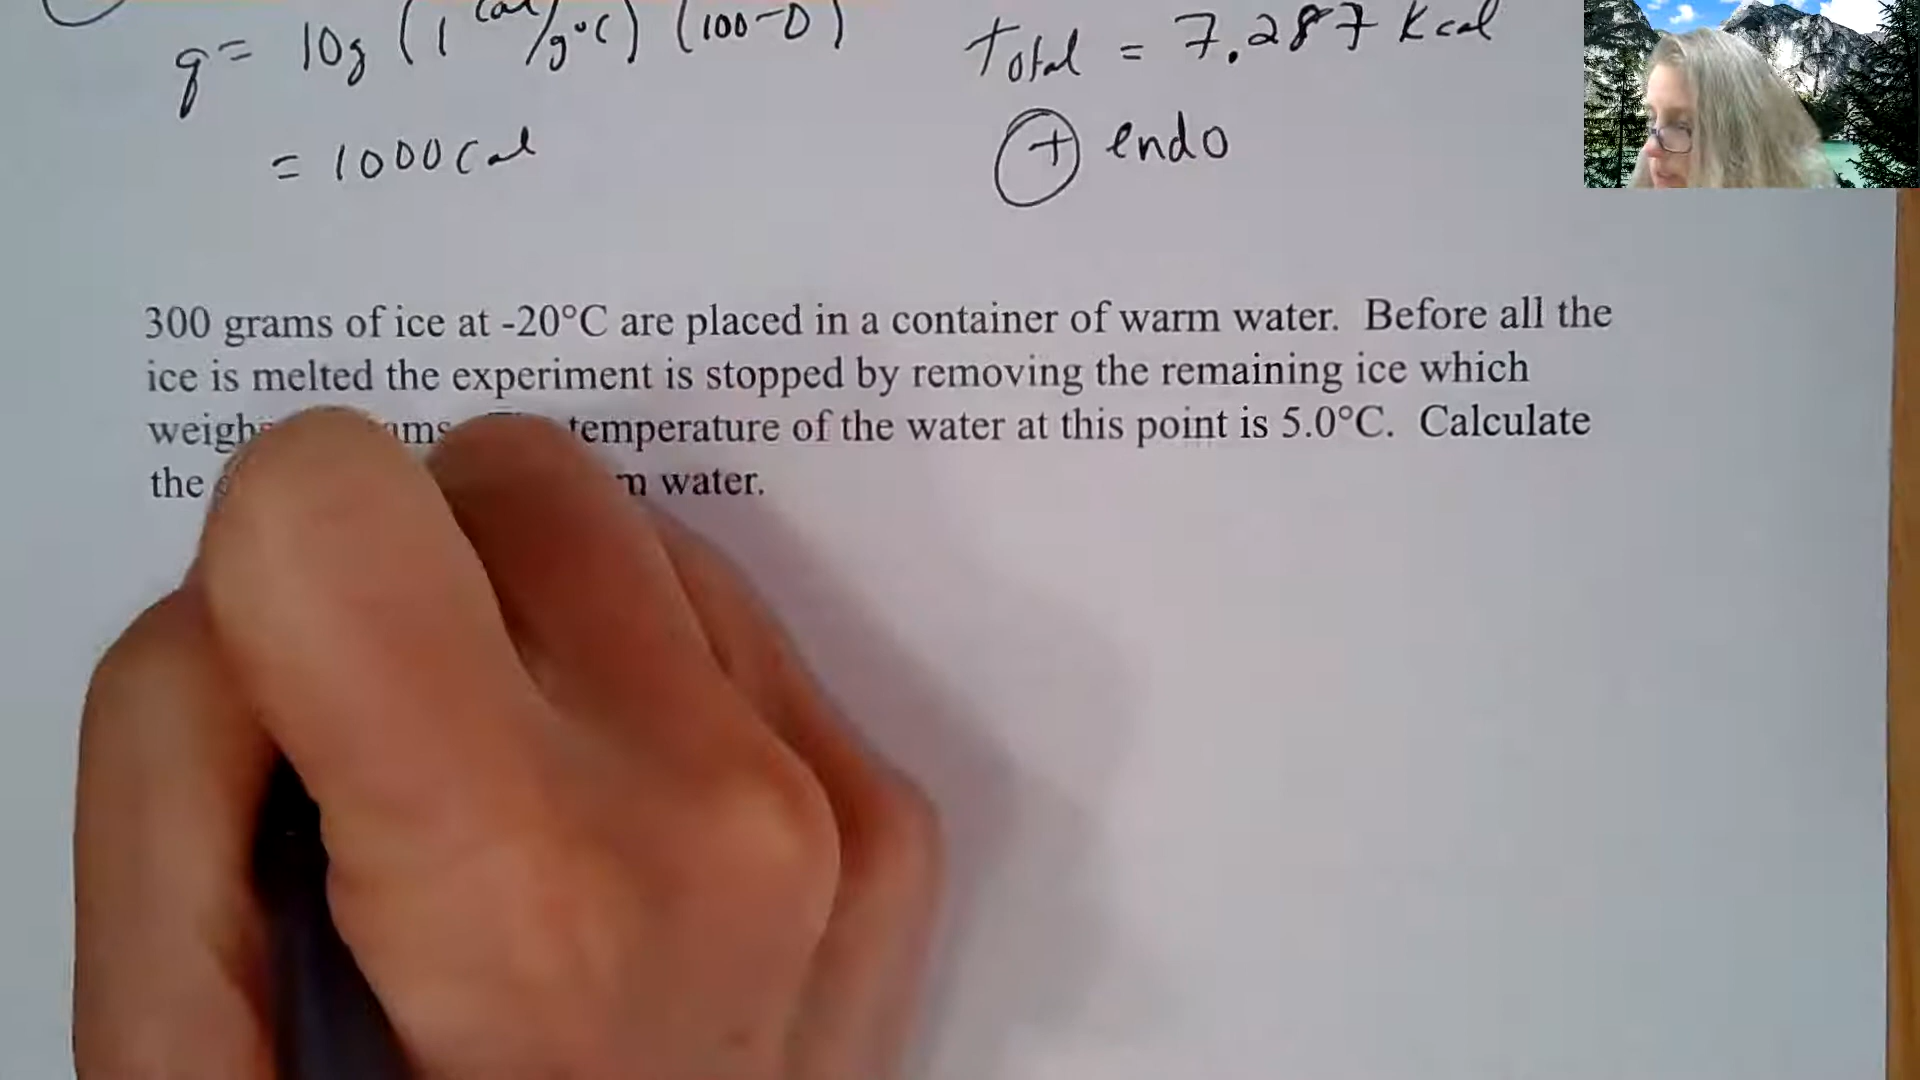 q = 10g (1 cal/g°C) (100-0)
= 1000 cal
Total = 7.287 kcal
+ endo
300 grams of ice at -20°C are placed in a container of warm water. Before all the
ice is melted the experiment is stopped by removing the remaining ice which
temperature of the water at this point is 5.0°C. Calculate
the water.